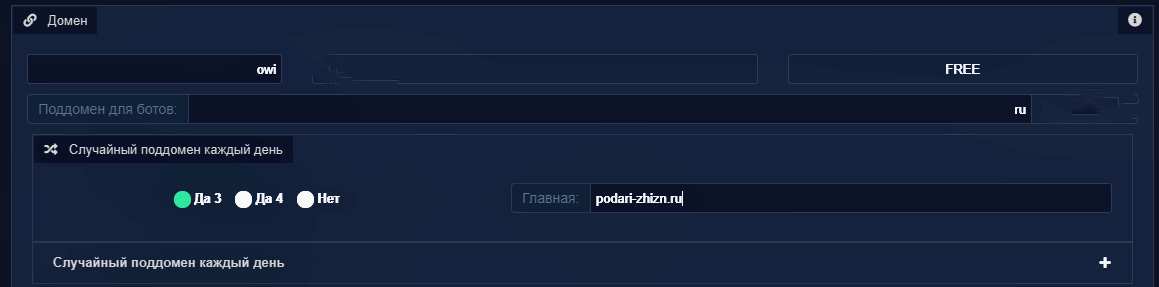 Домен
owi
FREE
Поддомен для ботов: ru
Случайный поддомен каждый день
Да 3 Да 4 Нет
Главная: podari-zhizn.ru
Случайный поддомен каждый день